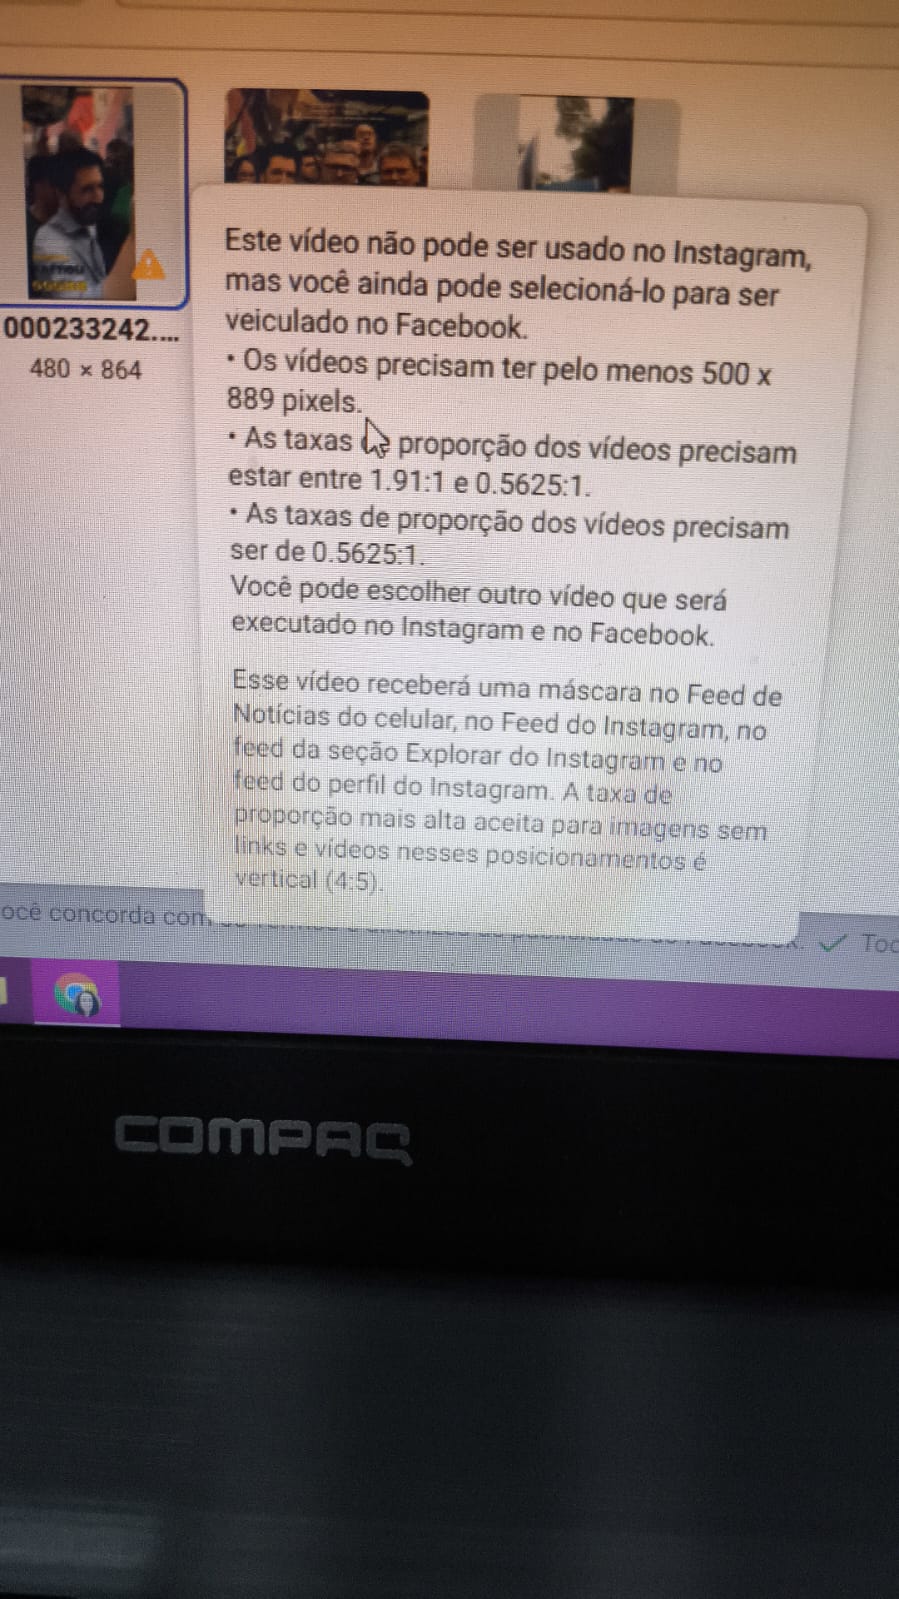 Este vídeo não pode ser usado no Instagram,
mas você ainda pode selecioná-lo para ser
veiculado no Facebook.
• Os vídeos precisam ter pelo menos 500 x
889 pixels.
• As taxas proporção dos vídeos precisam
estar entre 1.91:1 e 0.5625:1.
• As taxas de proporção dos vídeos precisam
ser de 0.5625:1.
Você pode escolher outro vídeo que será
executado no Instagram e no Facebook.
Esse vídeo receberá uma máscara no Feed de
Notícias do celular, no Feed do Instagram, no
feed da seção Explorar do Instagram e no
feed do perfil do Instagram. A taxa de
proporção mais alta aceita para imagens sem
links e vídeos nesses posicionamentos é
vertical (4:5).
000233242....
480 × 864
ocê concorda com
Toc
COMPAQ